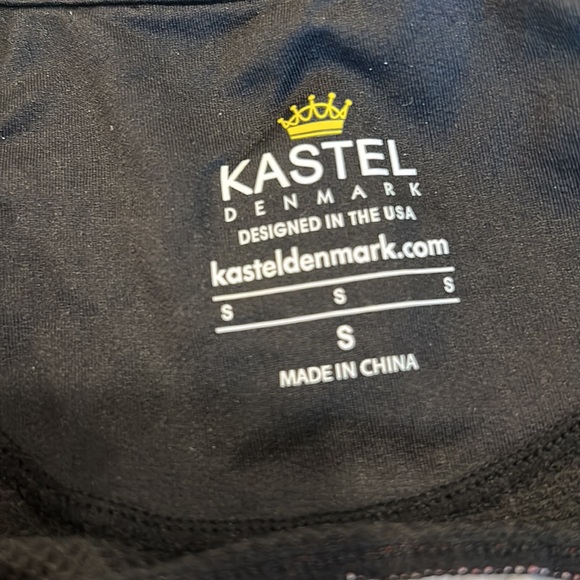 KASTEL
DENMARK
DESIGNED IN THE USA
kasteldenmark.com
S S S
S
MADE IN CHINA